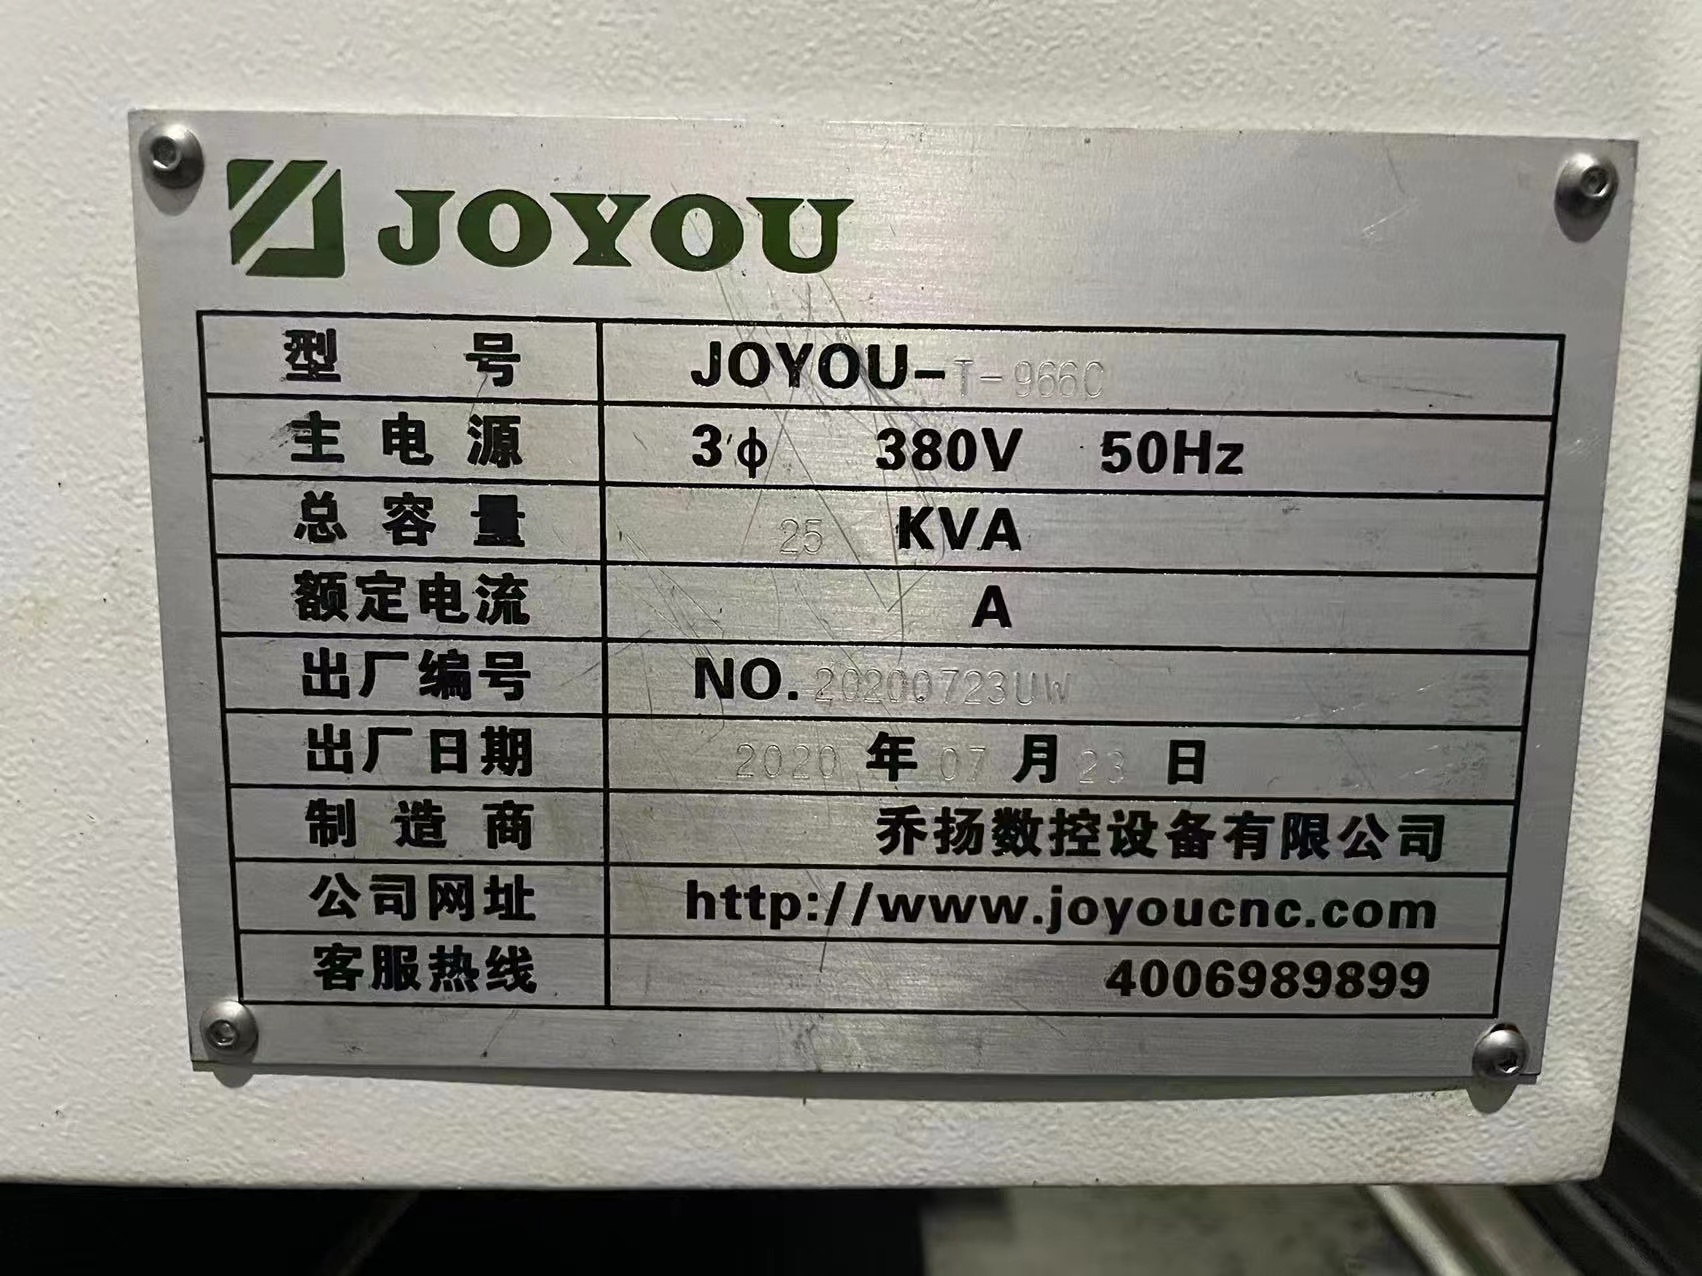 JOYOU
型 号 JOYOU-T-966C
主 电 源 3ф 380V 50Hz
总 容 量 25 KVA
额定电流 A
出厂编号 NO.20200723UW
出厂日期 2020 年 07 月 23 日
制 造 商 乔扬数控设备有限公司
公司网址 http://www.joyoucnc.com
客服热线 4006989899